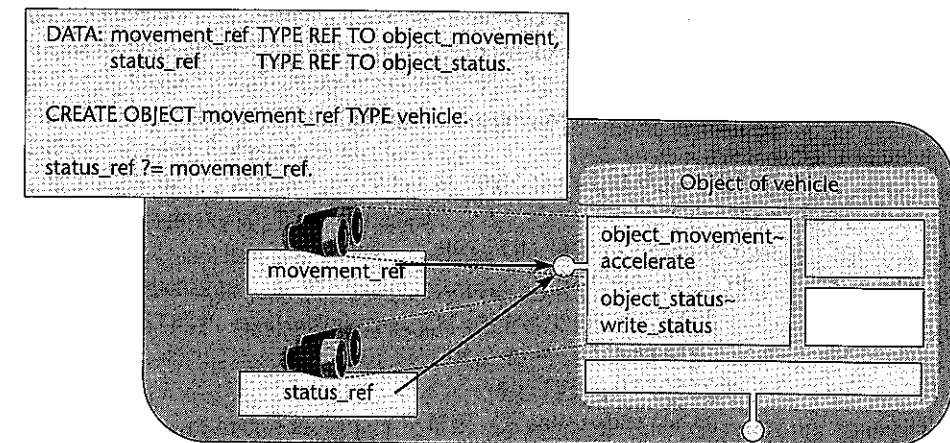 DATA: movement_ref TYPE REF TO object_movement,
status_ref TYPE REF TO object_status.
CREATE OBJECT movement_ref TYPE vehicle.
status_ref ?= movement_ref.
Object of vehicle
object_movement~
accelerate
movement_ref
object_status~
write_status
status_ref